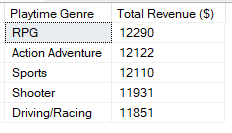 Playtime Genre Total Revenue ($)
RPG 12290
Action Adventure 12122
Sports 12110
Shooter 11931
Driving/Racing 11851